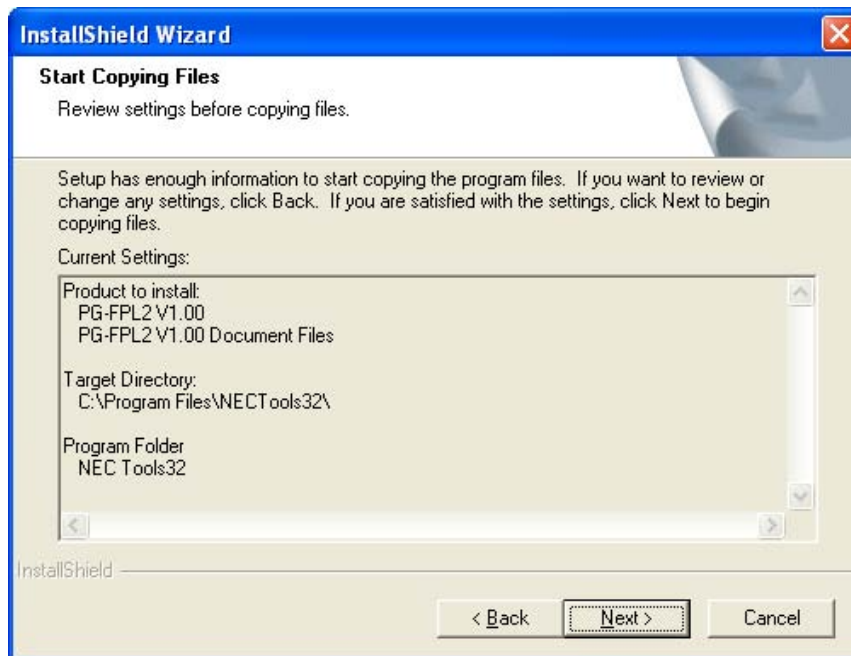 InstallShield Wizard
Start Copying Files
Review settings before copying files.
Setup has enough information to start copying the program files. If you want to review or
change any settings, click Back. If you are satisfied with the settings, click Next to begin
copying files.
Current Settings:
Product to install:
PG-FPL2 V1.00
PG-FPL2 V1.00 Document Files
Target Directory:
C:\Program Files\NECTools32\
Program Folder
NEC Tools32
InstallShield
< Back
Next >
Cancel